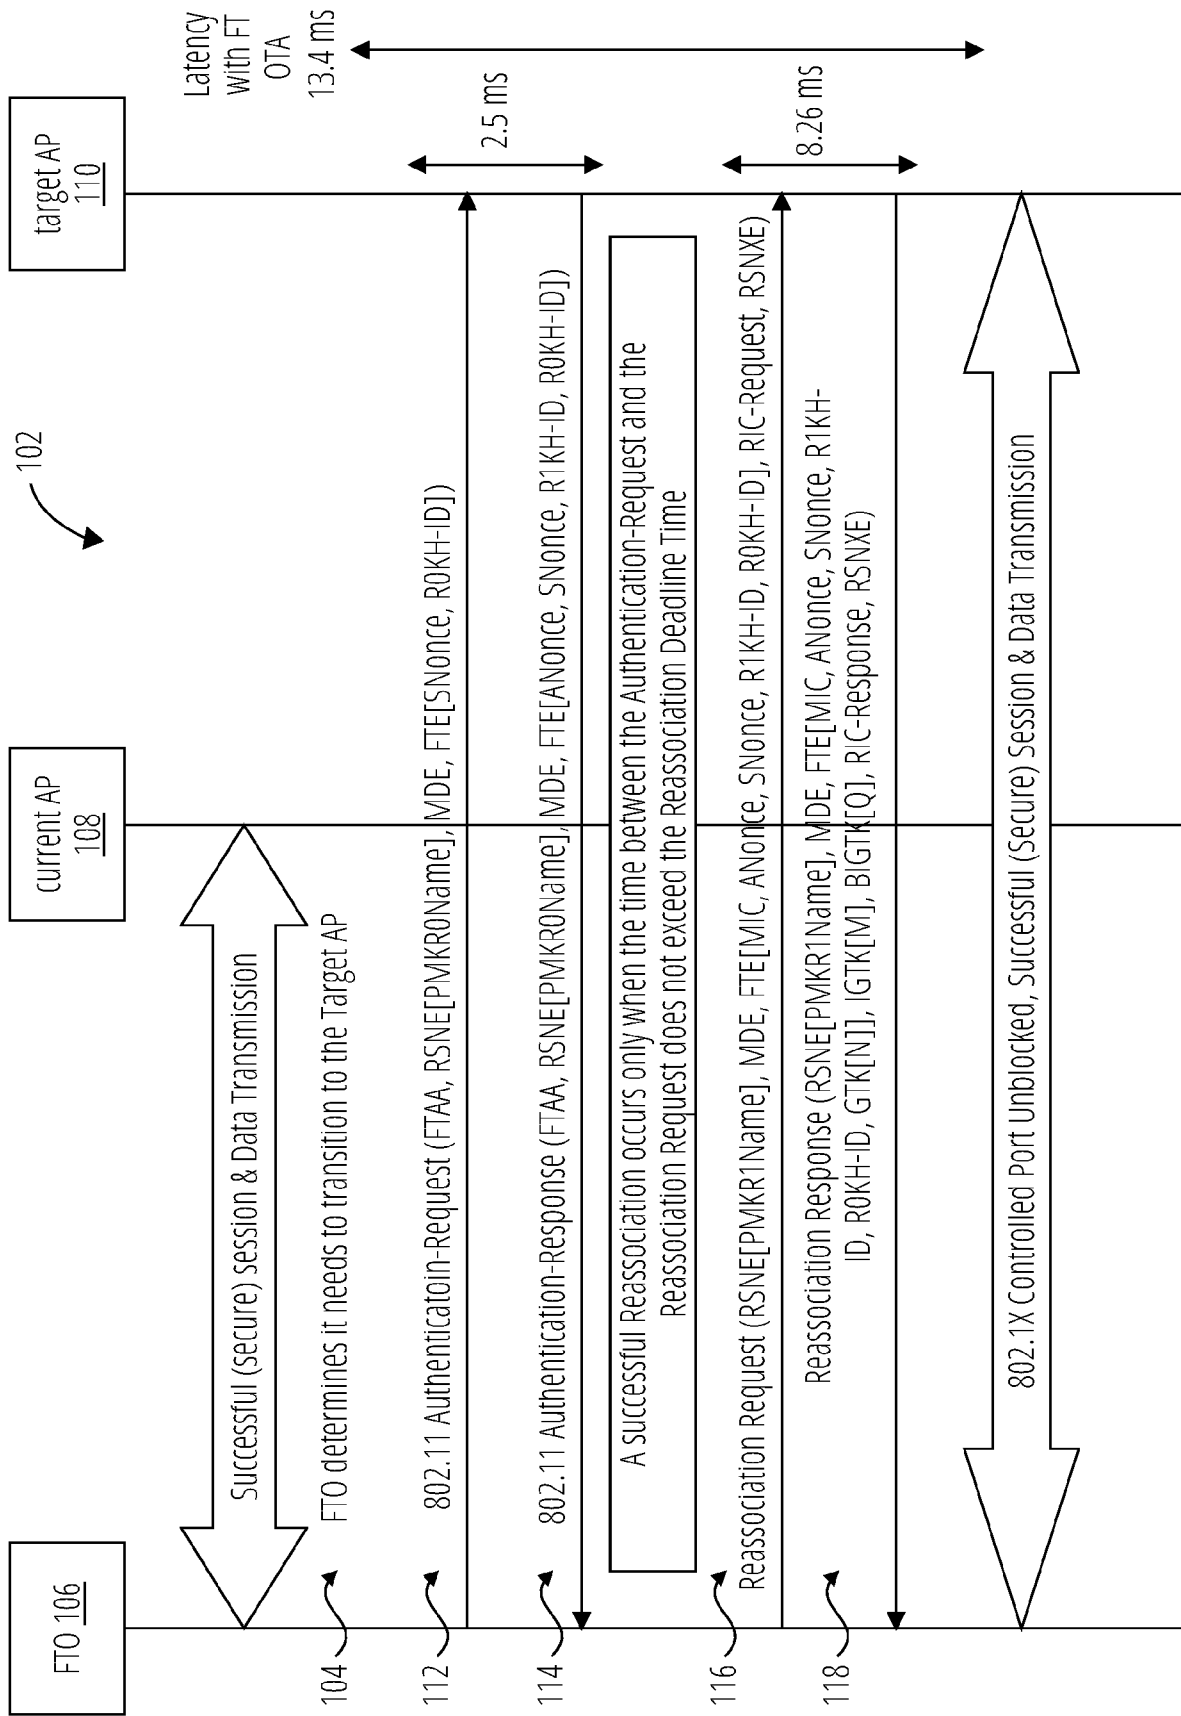 102
FTO 106
current AP
108
target AP
110
Latency
with FT
OTA
13.4 ms
Successful (secure) session & Data Transmission
104
FTO determines it needs to transition to the Target AP
112
802.11 Authenticatoin-Request (FTAA, RSNE[PMKR0Name], MDE, FTE[SNonce, R0KH-ID])
2.5 ms
114
802.11 Authentication-Response (FTAA, RSNE[PMKR0Name], MDE, FTE[ANonce, SNonce, R1KH-ID, R0KH-ID])
A successful Reassociation occurs only when the time between the Authentication-Request and the
Reassociation Request does not exceed the Reassociation Deadline Time
116
Reassociation Request (RSNE[PMKR1Name], MDE, FTE[MIC, ANonce, SNonce, R1KH-ID, R0KH-ID], RIC-Request, RSNXE)
8.26 ms
118
Reassociation Response (RSNE[PMKR1Name], MDE, FTE[MIC, ANonce, SNonce, R1KH-
ID, R0KH-ID, GTK[N]], IGTK[M], BIGTK[Q], RIC-Response, RSNXE)
802.1X Controlled Port Unblocked, Successful (Secure) Session & Data Transmission